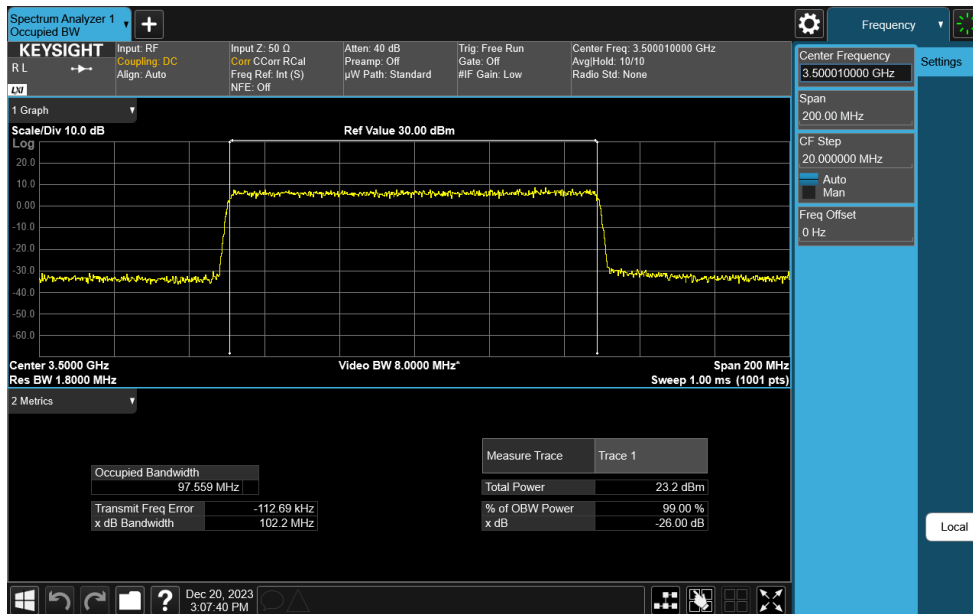 Spectrum Analyzer 1
Occupied BW
Frequency
KEYSIGHT
R L
LXI
Input: RF
Coupling: DC
Align: Auto
Input Z: 50 Ω
Corr CCorr RCal
Freq Ref: Int (S)
NFE: Off
Atten: 40 dB
Preamp: Off
µW Path: Standard
Trig: Free Run
Gate: Off
#IF Gain: Low
Center Freq: 3.500010000 GHz
Avg|Hold: 10/10
Radio Std: None
Center Frequency
3.500010000 GHz
Settings
Span
200.00 MHz
CF Step
20.000000 MHz
Auto
Man
Freq Offset
0 Hz
1 Graph
Scale/Div 10.0 dB
Ref Value 30.00 dBm
Log
20.0
10.0
0.00
-10.0
-20.0
-30.0
-40.0
-50.0
-60.0
Center 3.5000 GHz
Video BW 8.0000 MHz*
Span 200 MHz
Res BW 1.8000 MHz
Sweep 1.00 ms (1001 pts)
2 Metrics
Occupied Bandwidth
97.559 MHz
Transmit Freq Error -112.69 kHz
x dB Bandwidth 102.2 MHz
Measure Trace Trace 1
Total Power 23.2 dBm
% of OBW Power 99.00 %
x dB -26.00 dB
Local
?
Dec 20, 2023
3:07:40 PM